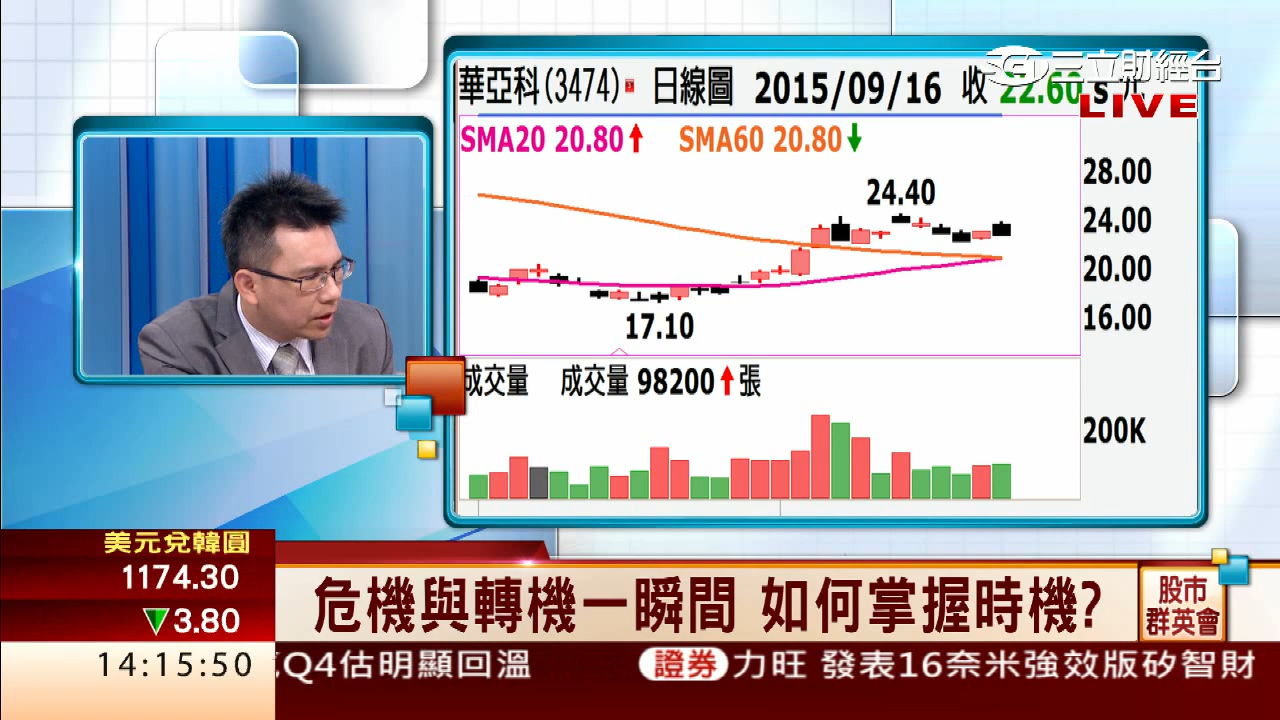 華亞科(3474) 日線圖 2015/09/16 收 22.60 s 元
三立財經台
LIVE
SMA20 20.80 SMA60 20.80
24.40
17.10
28.00
24.00
20.00
16.00
成交量 成交量 98200 張
200K
美元兌韓圓
1174.30
3.80
危機與轉機一瞬間 如何掌握時機?
股市
群英會
14:15:50
Q4估明顯回溫 證券 力旺 發表16奈米強效版矽智財